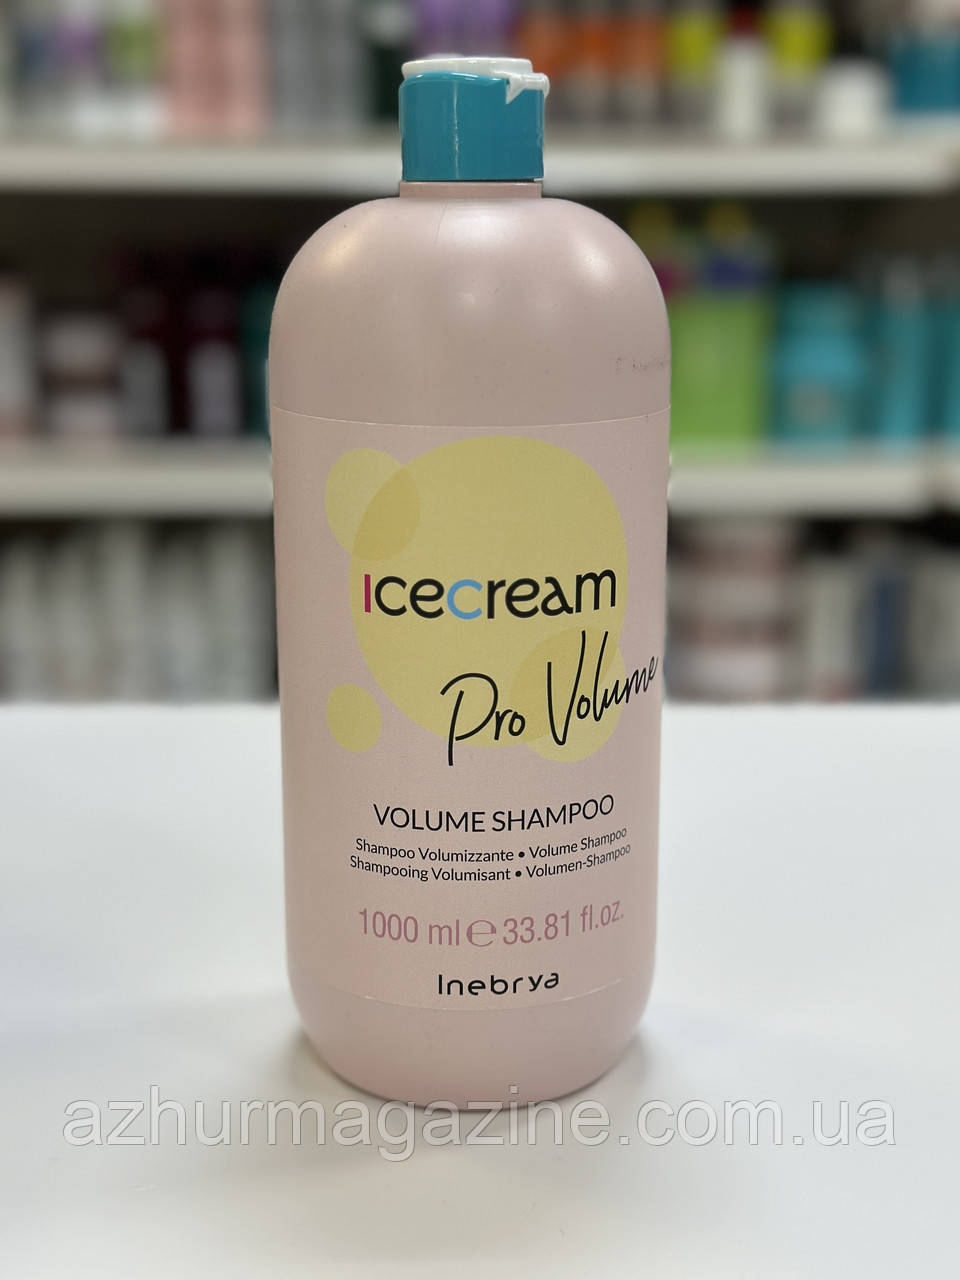 Icecream
Pro Volume
VOLUME SHAMPOO
Shampoo Volumizzante • Volume Shampoo
Shampooing Volumisant • Volumen-Shampoo
1000 ml ℮ 33.81 fl.oz.
Inebrya
azhurmagazine.com.ua